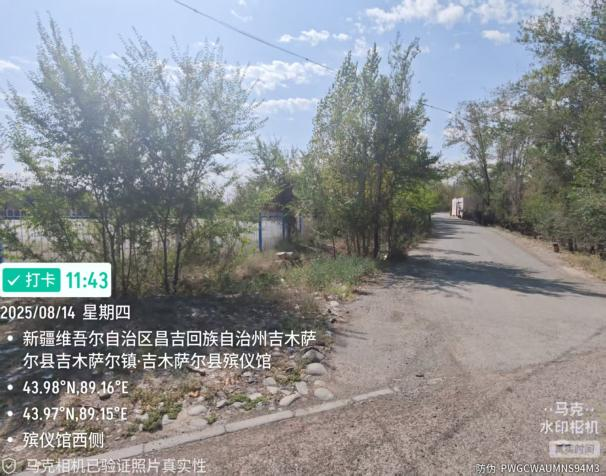 打卡 11:43
2025/08/14 星期四
新疆维吾尔自治区昌吉回族自治州吉木萨
尔县吉木萨尔镇·吉木萨尔县殡仪馆
43.98°N,89.16°E
43.97°N,89.15°E
殡仪馆西侧
马克相机已验证照片真实性
马克
水印相机
真实时间
防伪 PWGCWAUMNS94M3